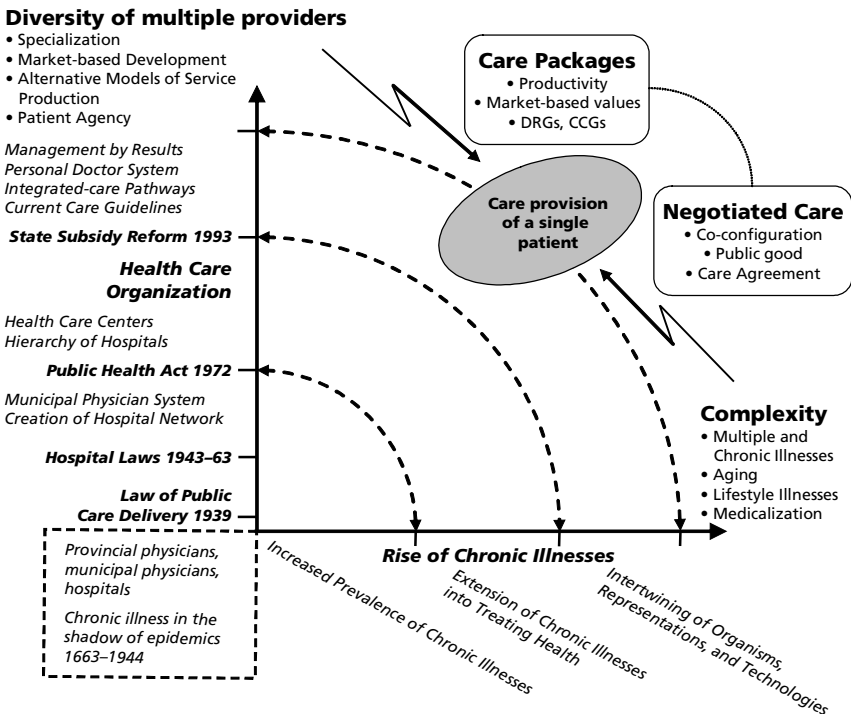 Diversity of multiple providers
• Specialization
• Market-based Development
• Alternative Models of Service
Production
• Patient Agency
Management by Results
Personal Doctor System
Integrated-care Pathways
Current Care Guidelines
State Subsidy Reform 1993
Health Care
Organization
Health Care Centers
Hierarchy of Hospitals
Public Health Act 1972
Municipal Physician System
Creation of Hospital Network
Hospital Laws 1943–63
Law of Public
Care Delivery 1939
Provincial physicians,
municipal physicians,
hospitals
Chronic illness in the
shadow of epidemics
1663–1944
Care Packages
• Productivity
• Market-based values
• DRGs, CCGs
Care provision
of a single
patient
Negotiated Care
• Co-configuration
• Public good
• Care Agreement
Complexity
• Multiple and
Chronic Illnesses
• Aging
• Lifestyle Illnesses
• Medicalization
Rise of Chronic Illnesses
Increased Prevalence of Chronic Illnesses
Extension of Chronic Illnesses
into Treating Health
Intertwining of Organisms,
Representations, and Technologies